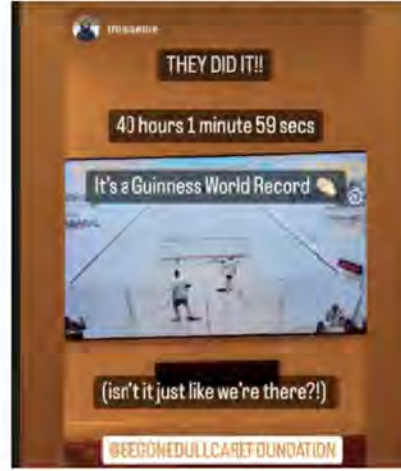 THEY DID IT!!
40 hours 1 minute 59 secs
It's a Guinness World Record 👏🏻
(isn't it just like we're there?!)
@BEEGONEDULLCAREFOUNDATION